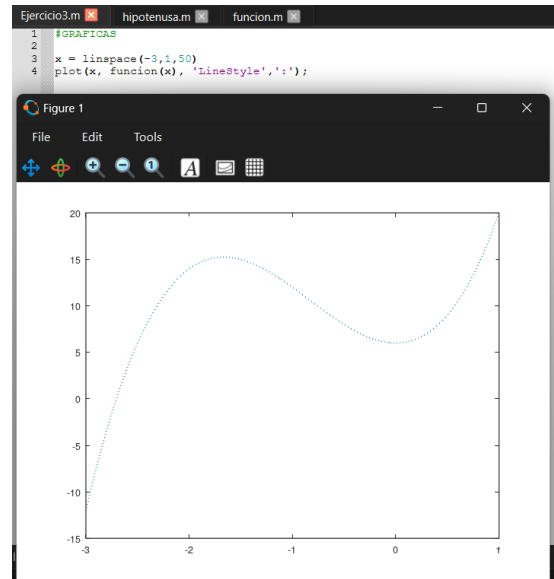 Ejercicio3.m hipotenusa.m funcion.m
1 #GRAFICAS
2
3 x = linspace(-3,1,50)
4 plot(x, funcion(x), 'LineStyle',':');
Figure 1
File Edit Tools
1 A
20
15
10
5
0
-5
-10
-15
-3 -2 -1 0 1